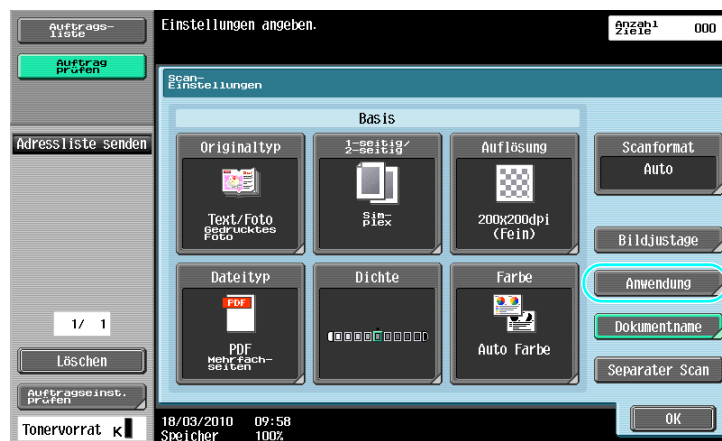 Auftrags-
liste
Auftrag
prüfen
Adressliste senden
1/ 1
Löschen
Auftragseinst.
prüfen
Tonervorrat K
Einstellungen angeben.
Anzahl
Ziele 000
Scan-
Einstellungen
Basis
Originaltyp
Text/Foto
Gedrucktes
Foto
1-seitig/
2-seitig
Sim-
plex
Auflösung
200x200dpi
(Fein)
Dateityp
PDF
PDF
Mehrfach-
seiten
Dichte
Farbe
Auto Farbe
Scanformat
Auto
Bildjustage
Anwendung
Dokumentname
Separater Scan
18/03/2010 09:58
Speicher 100%
OK